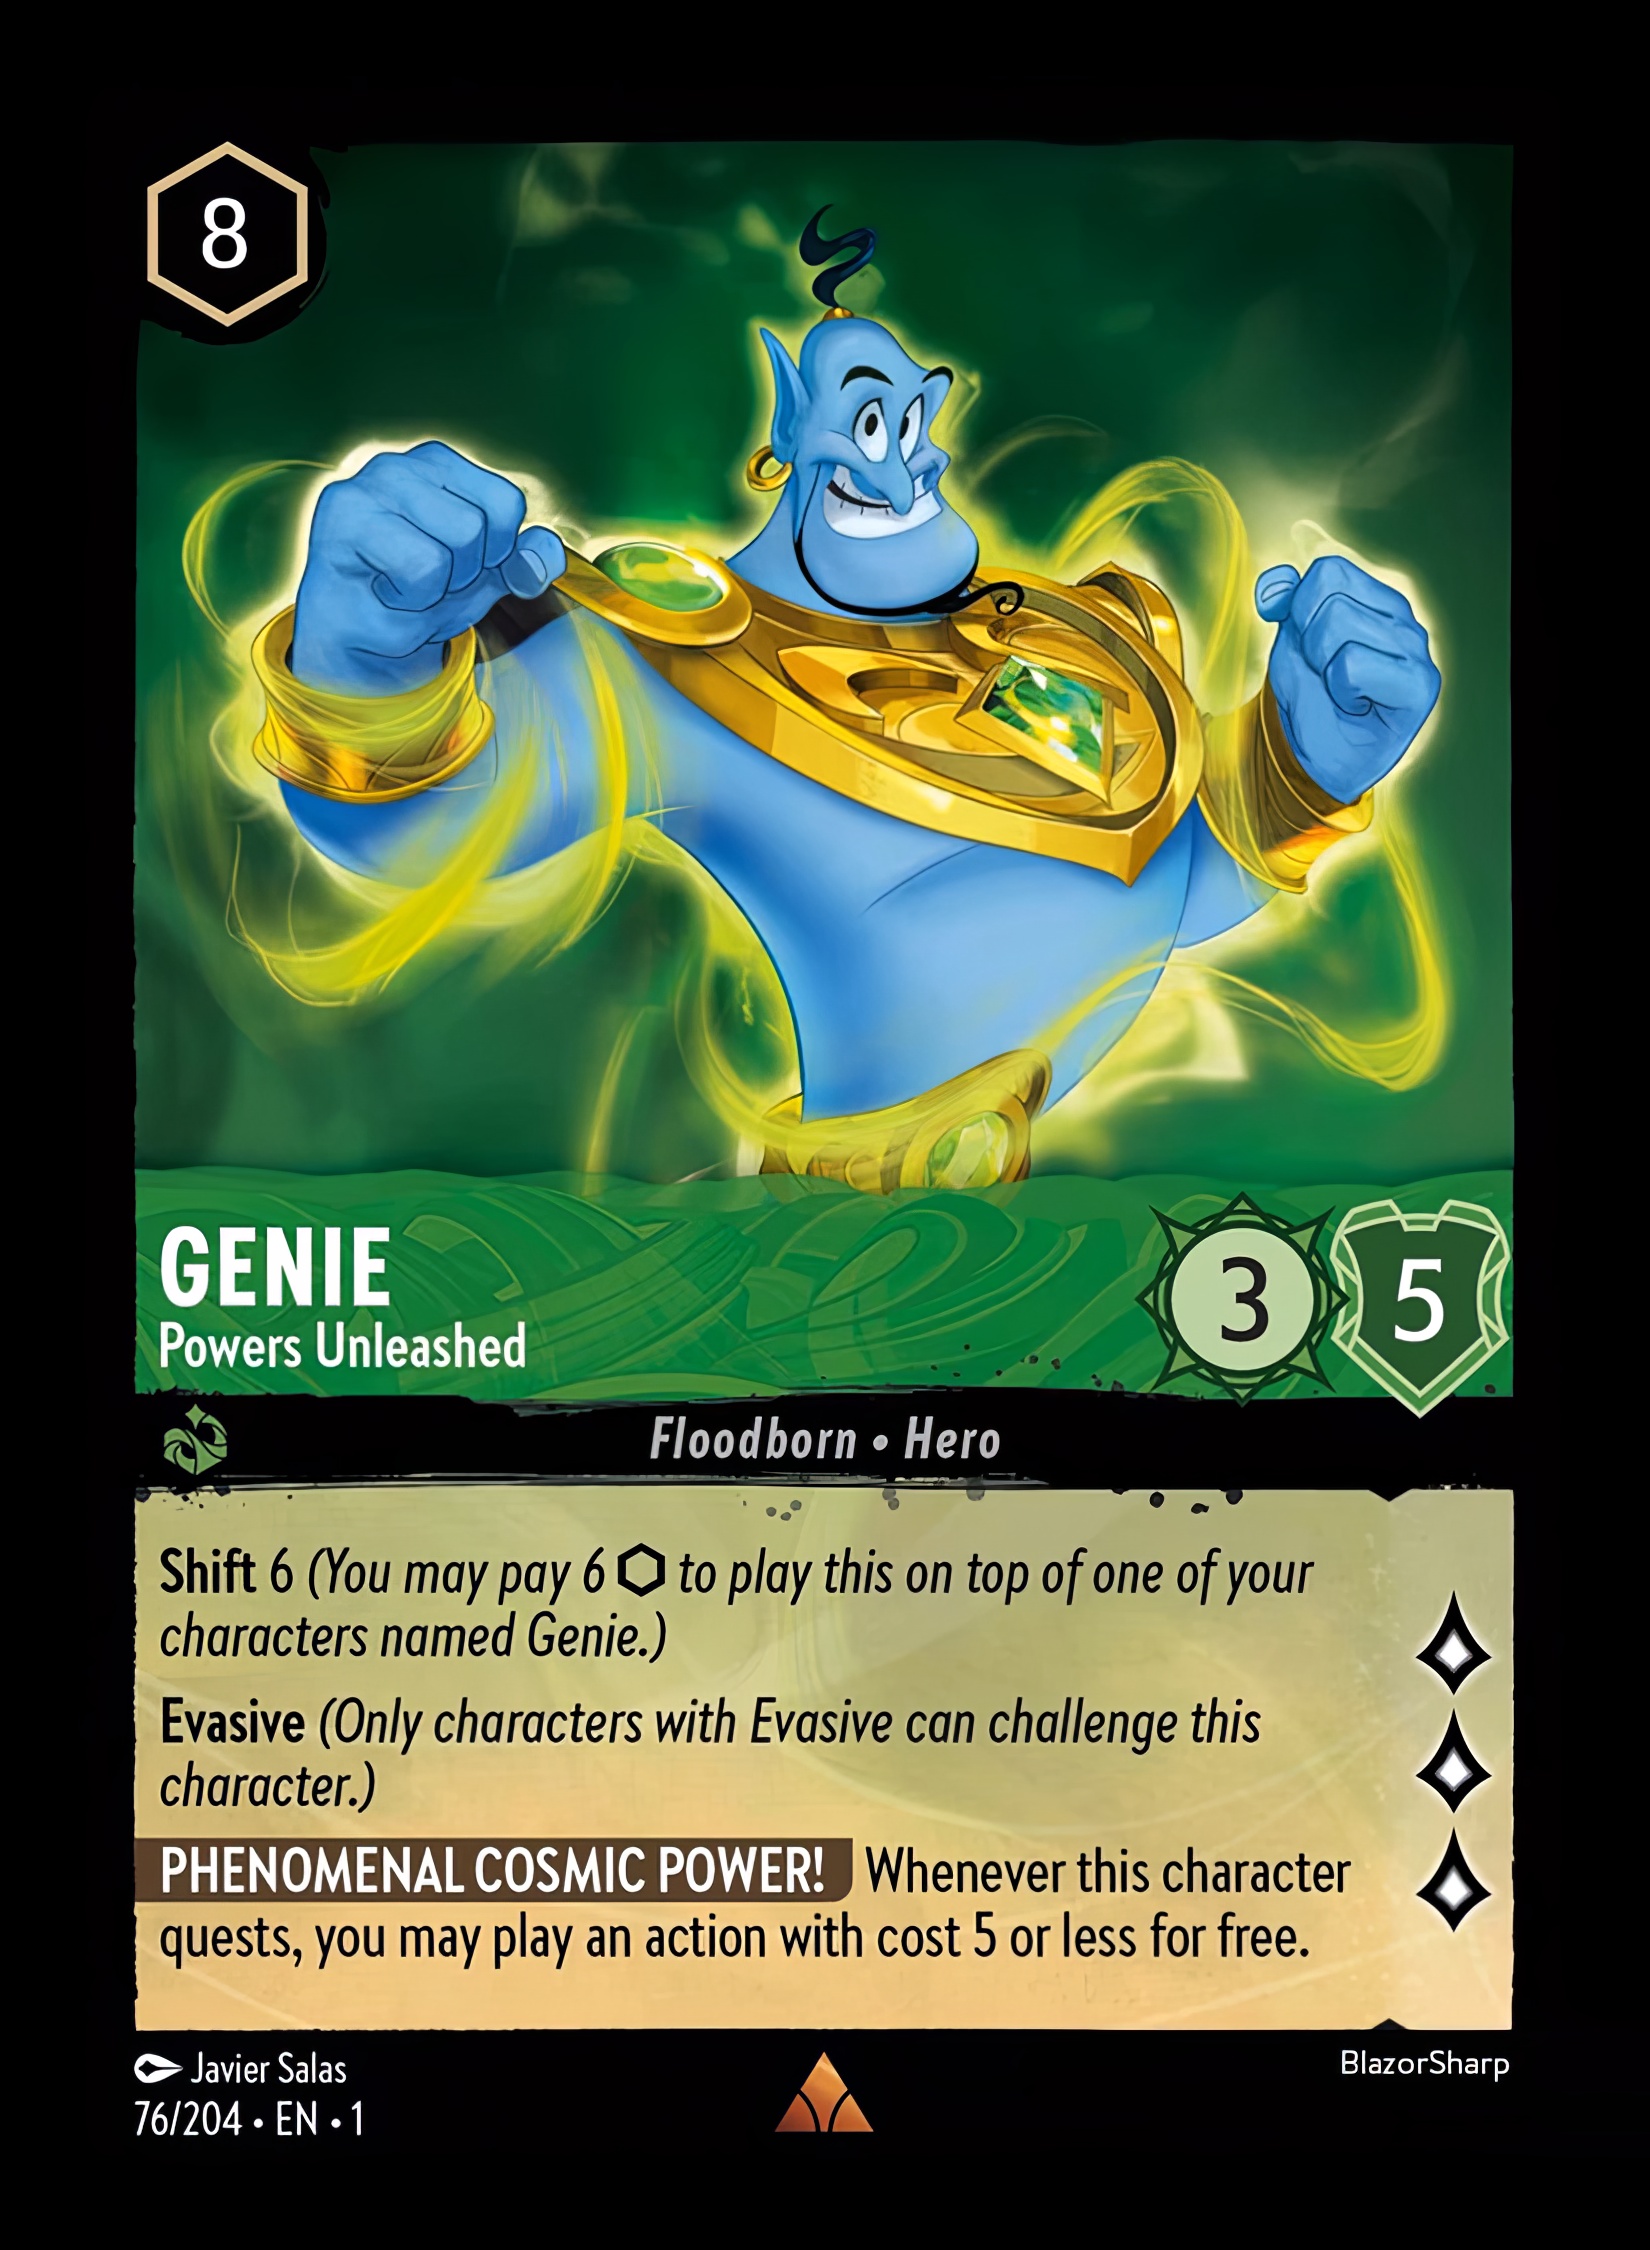 8
GENIE
Powers Unleashed
3
5
Floodborn • Hero
Shift 6 (You may pay 6 ⬡ to play this on top of one of your
characters named Genie.)
Evasive (Only characters with Evasive can challenge this
character.)
PHENOMENAL COSMIC POWER! Whenever this character
quests, you may play an action with cost 5 or less for free.
Javier Salas
76/204 • EN • 1
BlazorSharp